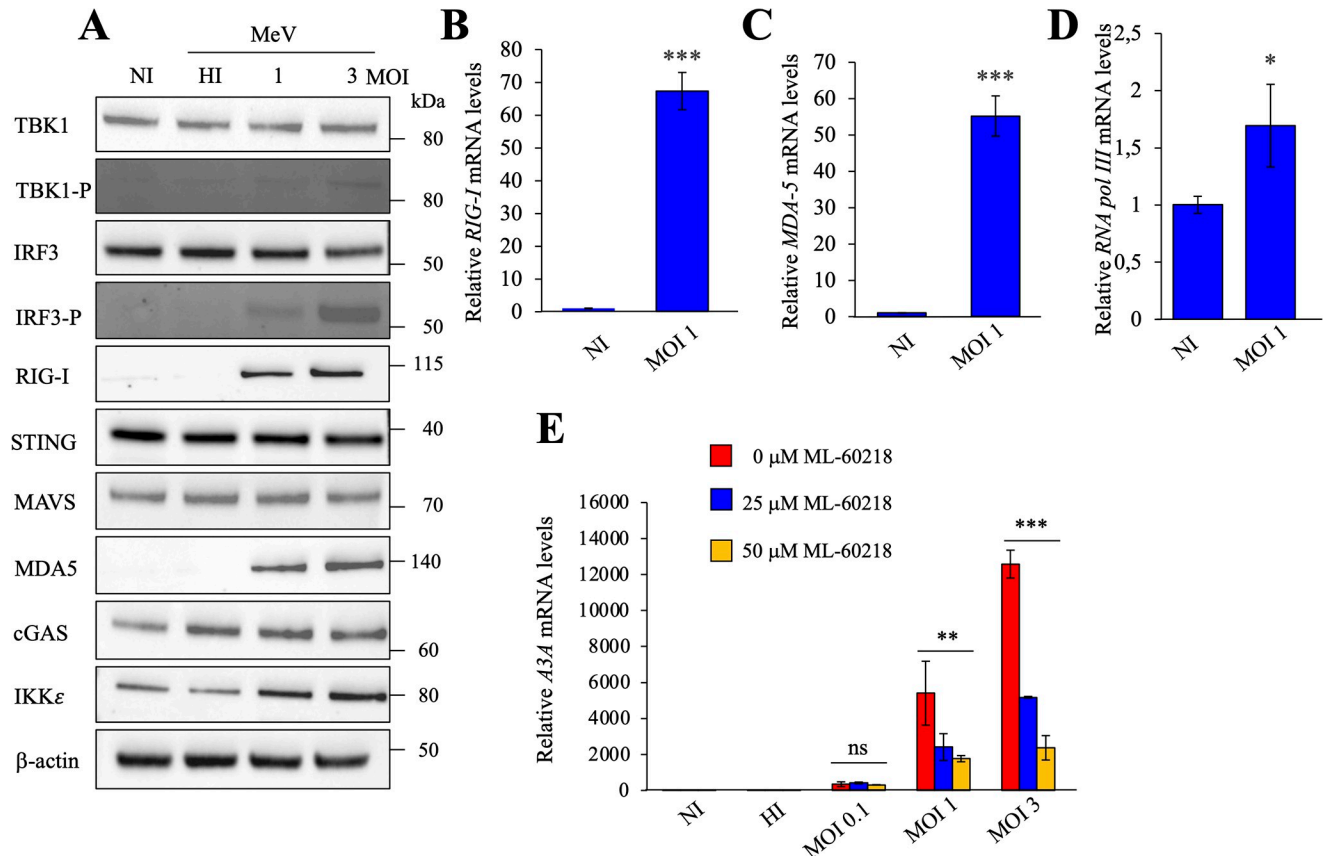 A
MeV
NI HI 1 3 MOI
kDa
TBK1
80
TBK1-P
80
IRF3
50
IRF3-P
50
RIG-I
115
STING
40
MAVS
70
MDA5
140
cGAS
60
IKKε
80
β-actin
50
B
Relative RIG-I mRNA levels
80
70
60
50
40
30
20
10
0
***
NI
MOI 1
C
Relative MDA-5 mRNA levels
70
60
50
40
30
20
10
0
***
NI
MOI 1
D
Relative RNA pol III mRNA levels
2,5
2
1,5
1
0,5
0
*
NI
MOI 1
E
0 µM ML-60218
25 µM ML-60218
50 µM ML-60218
Relative A3A mRNA levels
16000
14000
12000
10000
8000
6000
4000
2000
0
ns
**
***
NI
HI
MOI 0.1
MOI 1
MOI 3